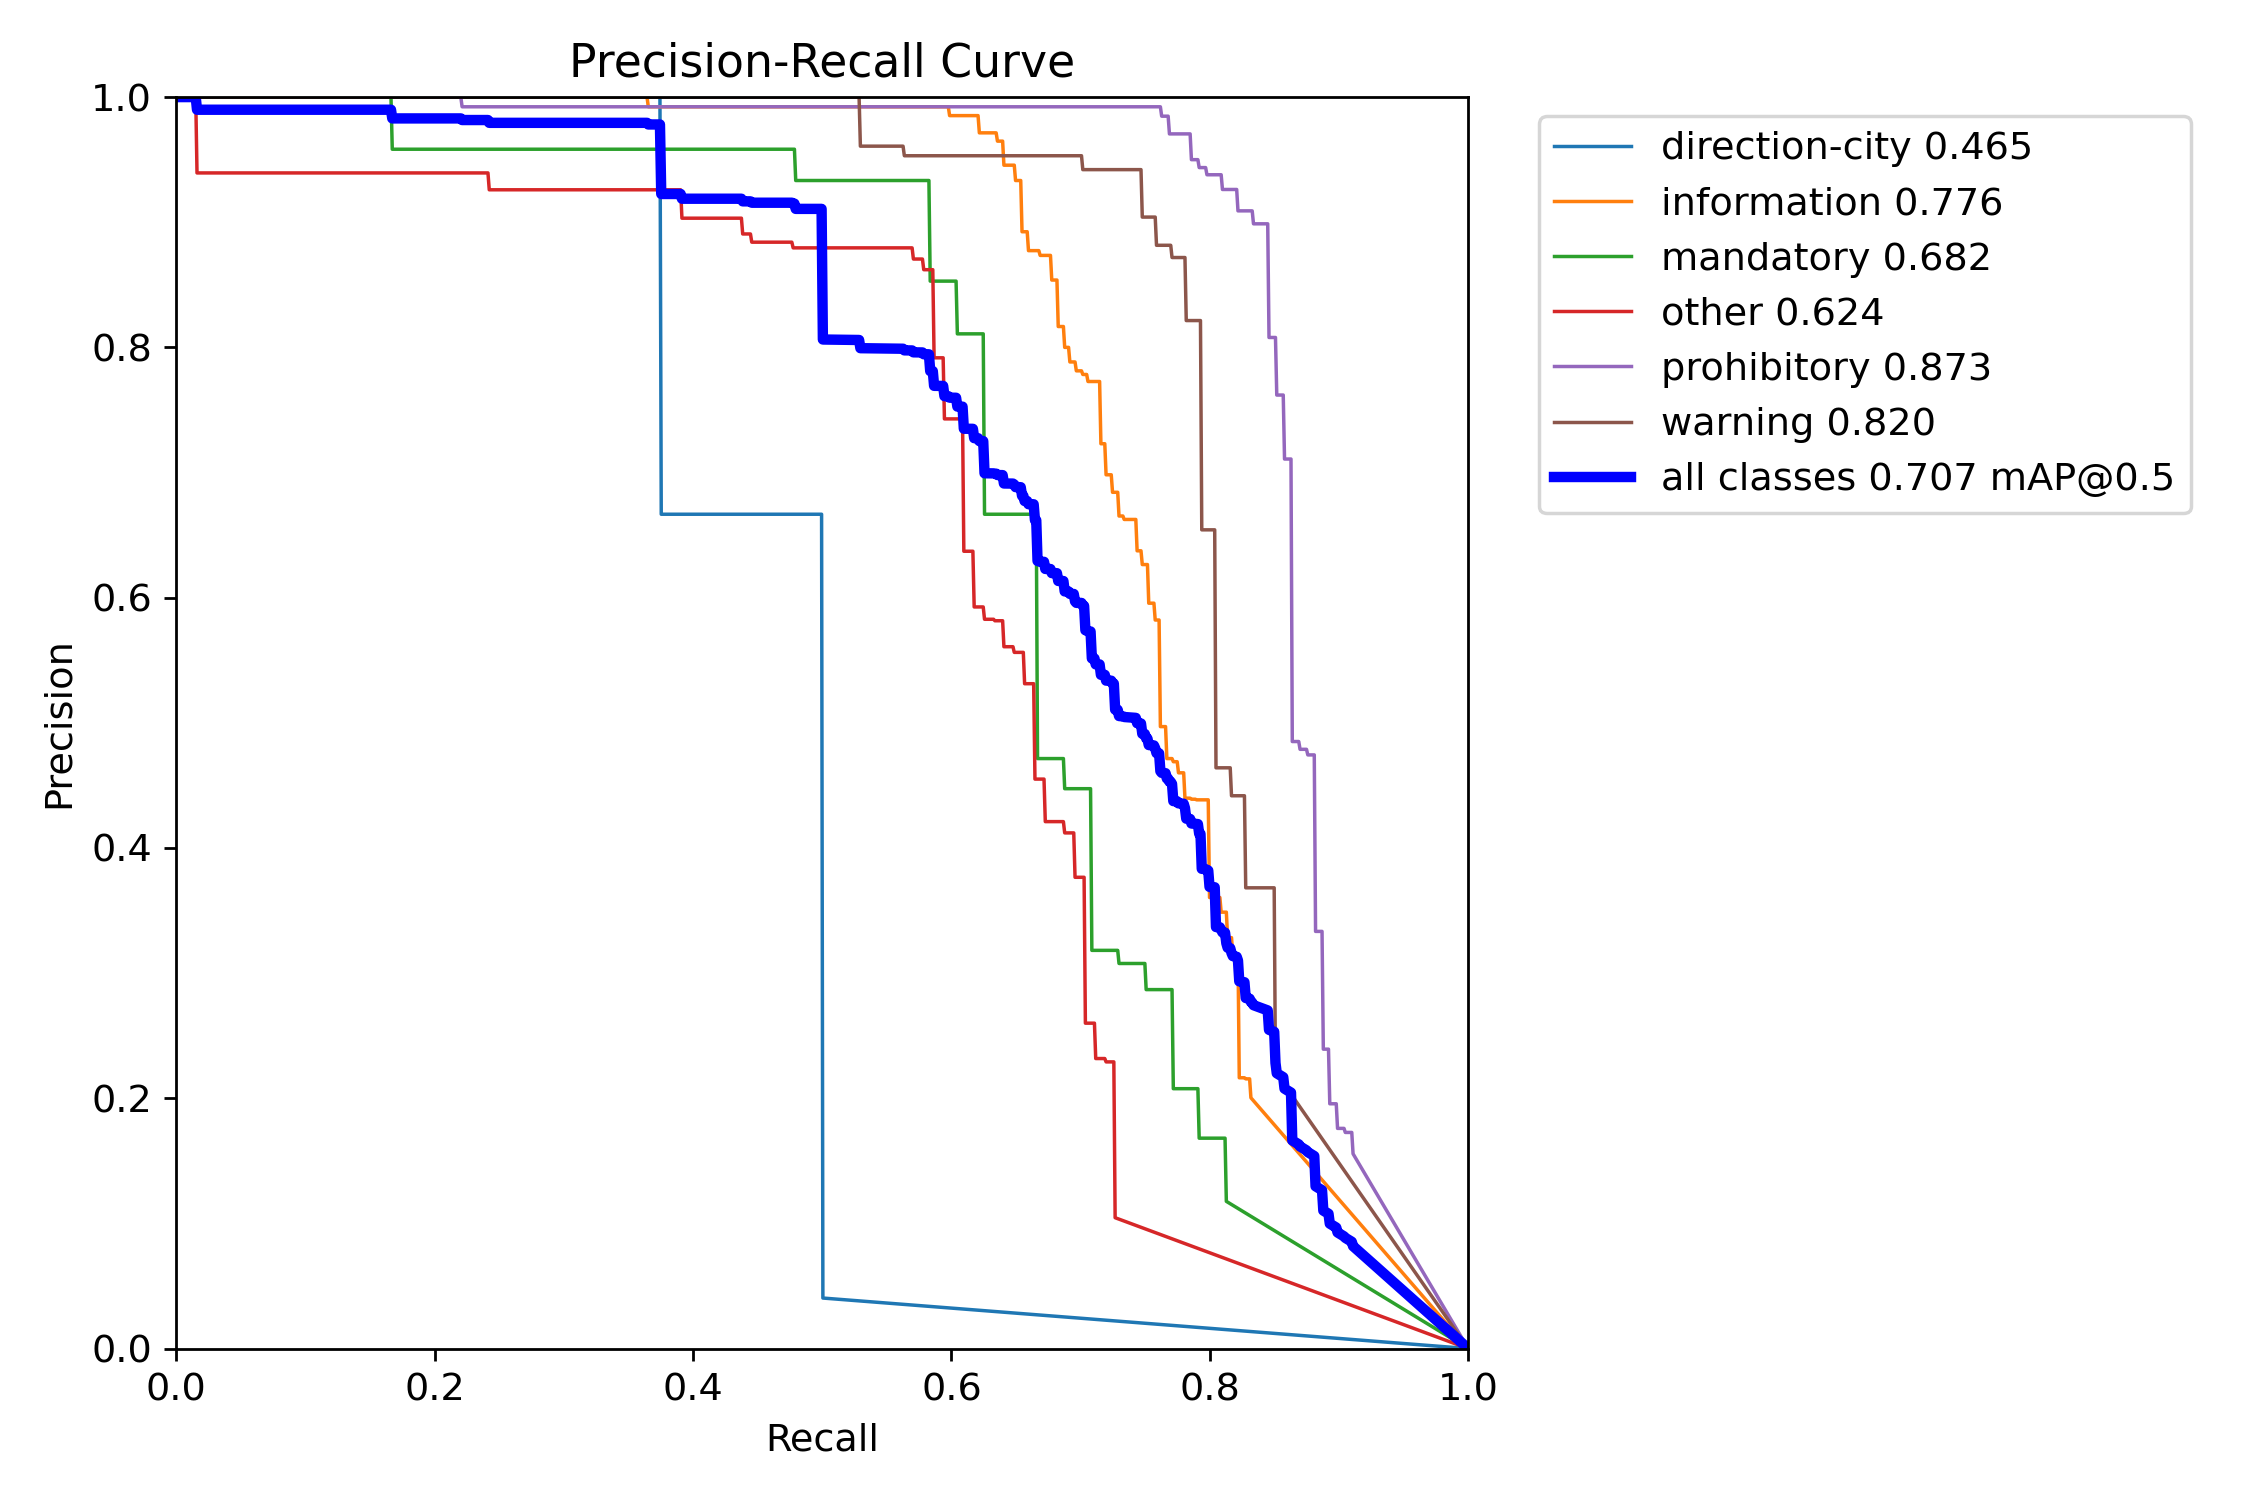 Precision-Recall Curve
1.0
0.8
0.6
0.4
0.2
0.0
Precision
0.0 0.2 0.4 0.6 0.8 1.0
Recall
direction-city 0.465
information 0.776
mandatory 0.682
other 0.624
prohibitory 0.873
warning 0.820
all classes 0.707 mAP@0.5